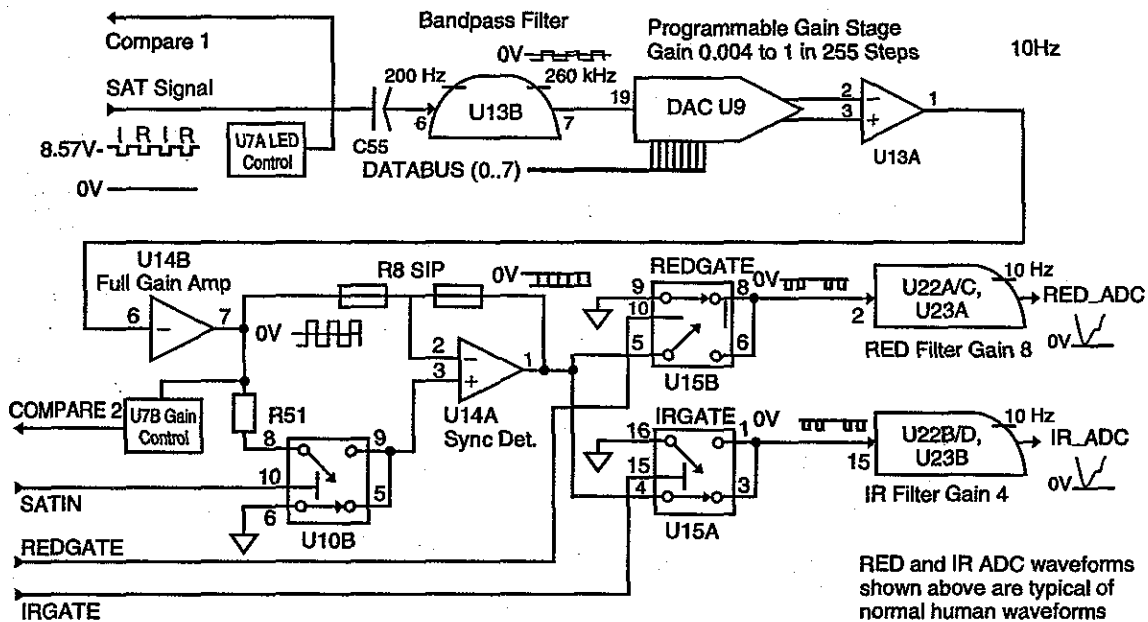 Compare 1
Bandpass Filter
0V
Programmable Gain Stage
Gain 0.004 to 1 in 255 Steps
10Hz
SAT Signal
200 Hz
260 kHz
I R I R
8.57V
0V
U7A LED
Control
C55
6
U13B
7
19
DAC U9
2
3
1
U13A
DATABUS (0..7)
U14B
Full Gain Amp
6
7
R8 SIP
0V
0V
REDGATE
9
10
5
8
6
0V
U15B
2
U22A/C,
U23A
10 Hz
RED_ADC
0V
RED Filter Gain 8
2
3
1
U14A
Sync Det.
COMPARE 2
U7B Gain
Control
R51
8
10
6
9
5
U10B
SATIN
IRGATE
16
15
4
1
3
0V
U15A
15
U22B/D,
U23B
10 Hz
IR_ADC
0V
IR Filter Gain 4
REDGATE
IRGATE
RED and IR ADC waveforms
shown above are typical of
normal human waveforms